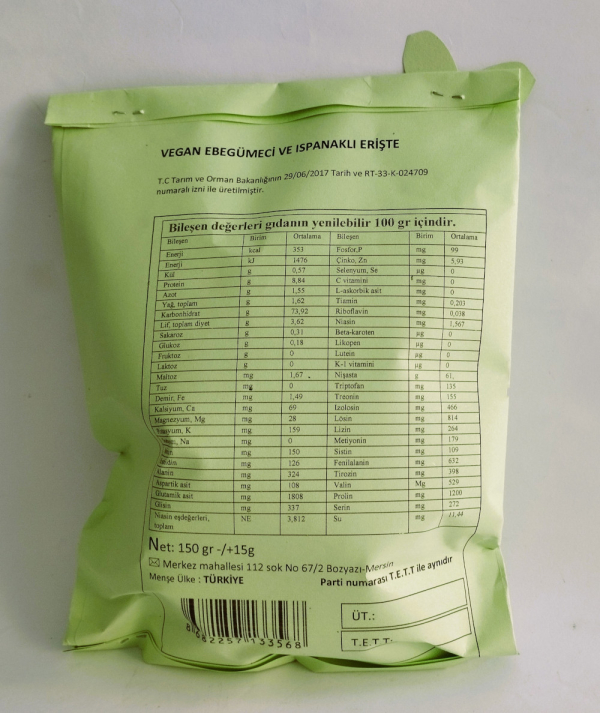 VEGAN EBEGÜMECİ VE ISPANAKLI ERİŞTE
T.C Tarım ve Orman Bakanlığının 29/06/2017 Tarih ve RT-33-K-024709
numaralı izni ile üretilmiştir.
Bileşen değerleri gıdanın yenilebilir 100 gr içindir.
Bileşen Birim Ortalama Bileşen Birim Ortalama
Enerji kcal 353 Fosfor,P mg 99
Enerji kJ 1476 Çinko, Zn mg 5,93
Kül g 0,57 Selenyum, Se µg 0
Protein g 8,84 C vitamini mg 0
Azot g 1,55 L-askorbik asit mg 0
Yağ, toplam g 1,62 Tiamin mg 0,203
Karbonhidrat g 73,92 Riboflavin mg 0,038
Lif, toplam diyet g 3,62 Niasin mg 1,567
Sakaroz g 0,31 Beta-karoten µg 0
Glukoz g 0,18 Likopen µg 0
Fruktoz g 0 Lutein µg 0
Laktoz g 0 K-1 vitamini µg 0
Maltoz mg 1,67 Nişasta g 61,
Tuz mg 0 Triptofan mg 135
Demir, Fe mg 1,49 Treonin mg 155
Kalsiyum, Ca mg 69 İzolosin mg 466
Magnezyum, Mg mg 28 Lösin mg 814
K mg 159 Lizin mg 264
Na mg 0 Metiyonin mg 179
mg 150 Sistin mg 109
mg 126 Fenilalanin mg 632
Alanin mg 324 Tirozin mg 398
Aspartik asit mg 108 Valin Mg 529
Glutamik asit mg 1808 Prolin mg 1200
Glisin mg 337 Serin mg 272
Niasin eşdeğerleri, NE 3,812 Su mg 11,44
toplam
Net: 150 gr -/+15g
Merkez mahallesi 112 sok No 67/2 Bozyazı-Mersin
Menşe Ülke : TÜRKİYE Parti numarası T.E.T.T ile aynıdır
ÜT.:
T.E.T.T:
8 682257 133568